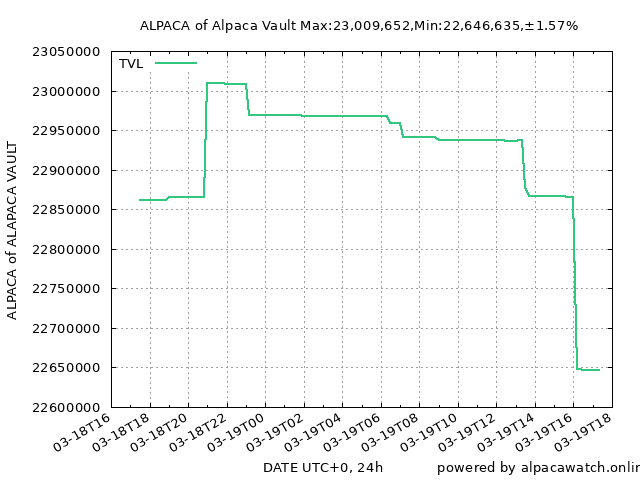 ALPACA of Alpaca Vault Max:23,009,652,Min:22,646,635,±1.57%
TVL
23050000
23000000
22950000
22900000
22850000
22800000
22750000
22700000
22650000
22600000
ALPACA of ALAPACA VAULT
03-18T16
03-18T18
03-18T20
03-18T22
03-19T00
03-19T02
03-19T04
03-19T06
03-19T08
03-19T10
03-19T12
03-19T14
03-19T16
03-19T18
DATE UTC+0, 24h
powered by alpacawatch.onlin